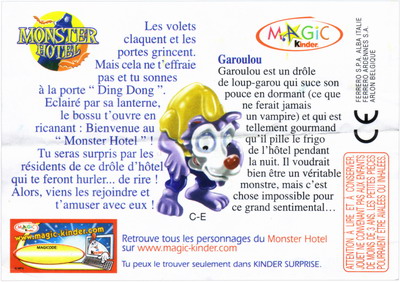 MONSTER
HOTEL
Les volets
claquent et les
portes grincent.
Mais cela ne t'effraie
pas et tu sonnes
à la porte " Ding Dong ".
Eclairé par sa lanterne,
le bossu t'ouvre en
ricanant : Bienvenue au
" Monster Hotel " !
Tu seras surpris par les
résidents de ce drôle d'hôtel
qui te feront hurler... de rire !
Alors, viens les rejoindre et
t'amuser avec eux !
MAGIC
Kinder
Garoulou
Garoulou est un drôle
de loup-garou qui suce son
pouce en dormant (ce que
ne ferait jamais
un vampire) et qui est
tellement gourmand
qu'il pille le frigo
de l'hôtel pendant
la nuit. Il voudrait
bien être un véritable
monstre, mais c'est
chose impossible pour
ce grand sentimental…
C-E
FERRERO S.P.A. ALBA ITALIE
FERRERO ARDENNES S.A.
ARLON BELGIQUE
CE
ATTENTION À LIRE ET A CONSERVER
JOUET NE CONVENANT PAS AUX ENFANTS
DE MOINS DE 3 ANS. LES PETITES PIÈCES
POURRAIENT ÊTRE AVALÉES OU INHALÉES.
MAGIC
www.magic-kinder.com
MAGICODE
Retrouve tous les personnages du Monster Hotel
sur www.magic-kinder.com
Tu peux le trouver seulement dans KINDER SURPRISE.